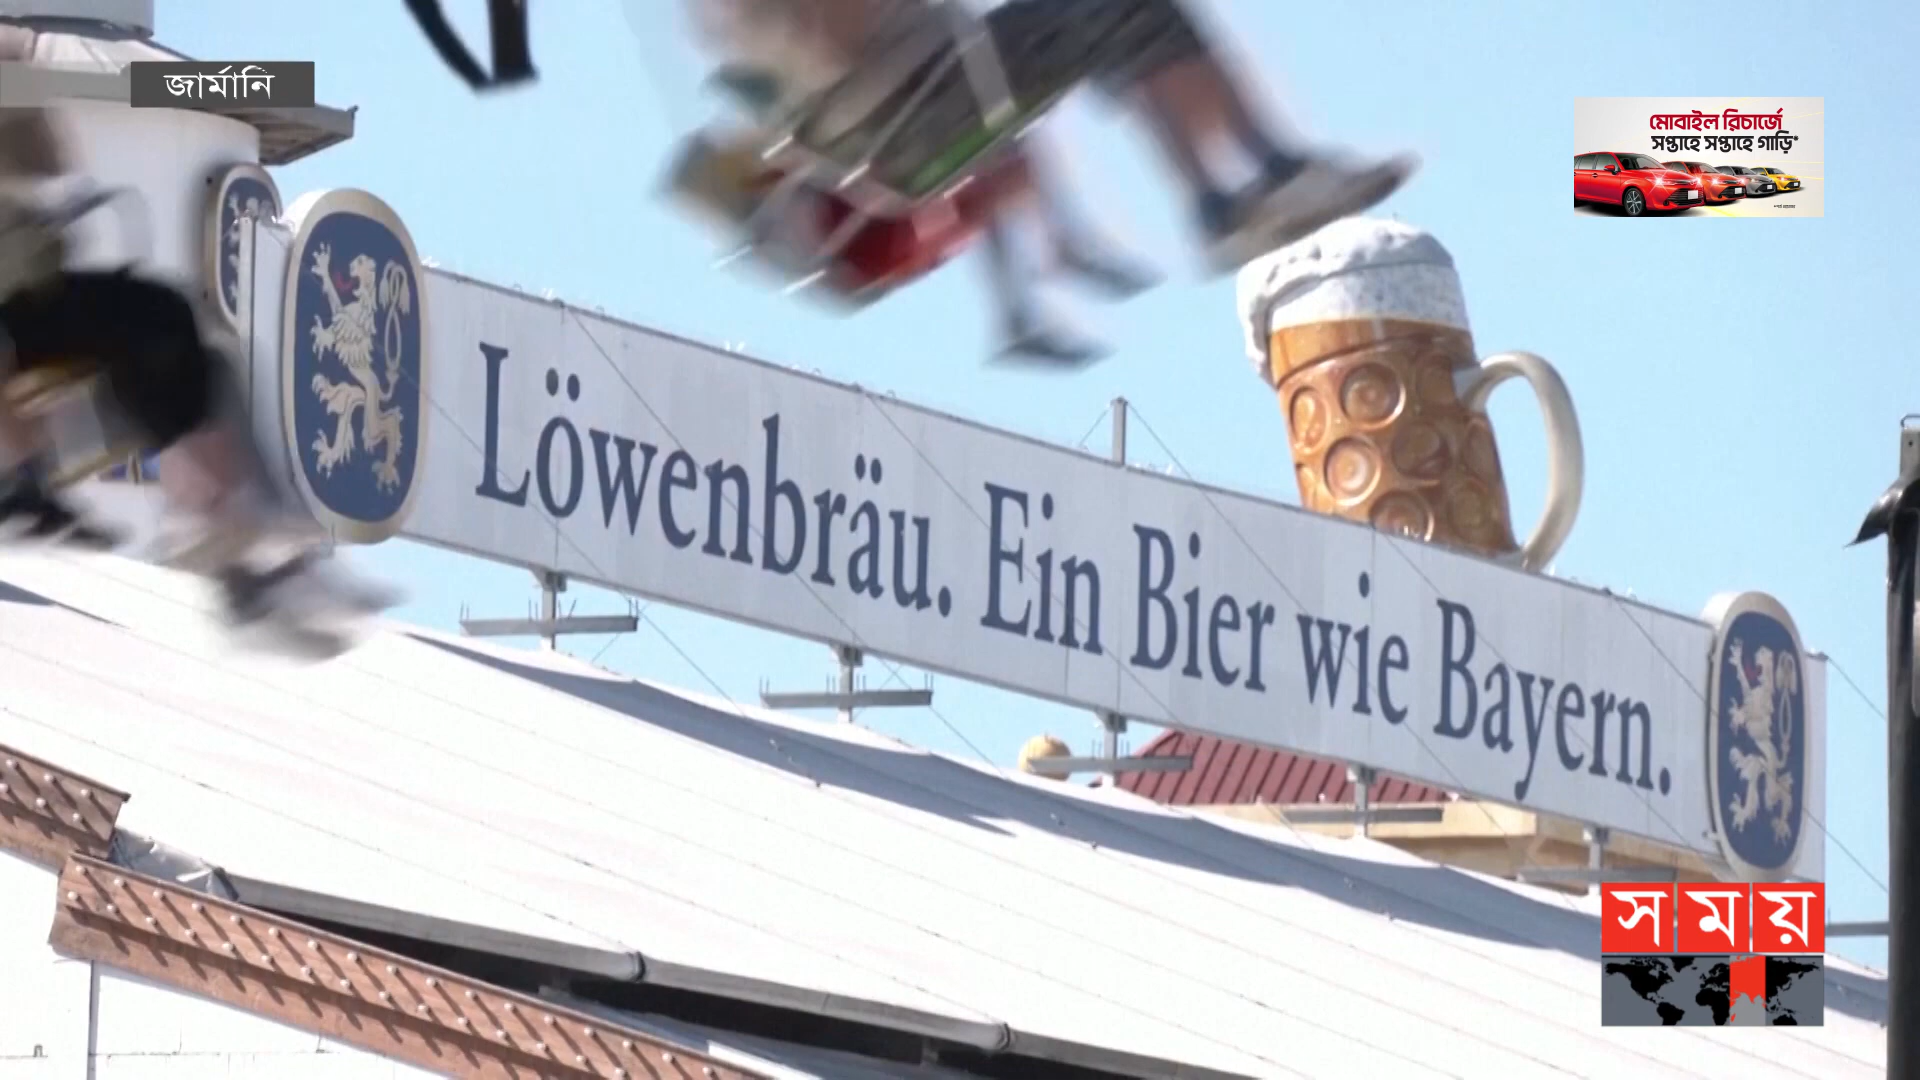 জার্মানি
মোবাইল রিচার্জে
সপ্তাহে সপ্তাহে গাড়ি*
Löwenbräu. Ein Bier wie Bayern.
সময়